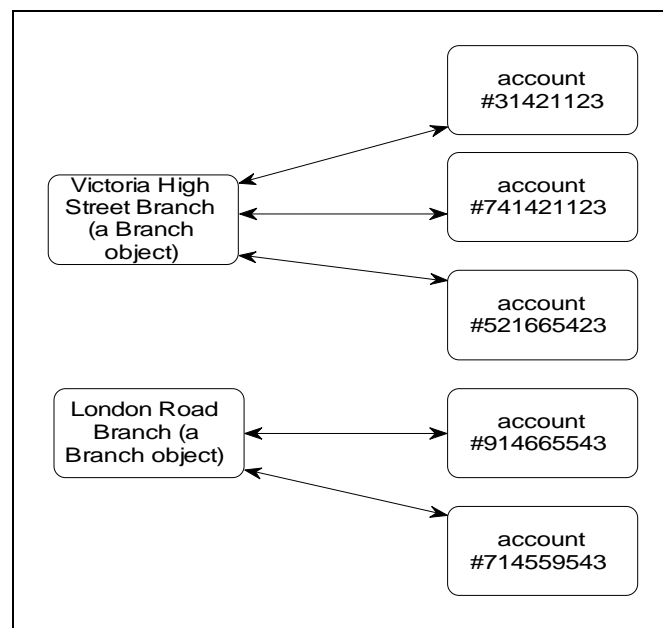 account
#31421123
Victoria High
Street Branch
(a Branch
object)
account
#741421123
account
#521665423
London Road
Branch (a
Branch object)
account
#914665543
account
#714559543